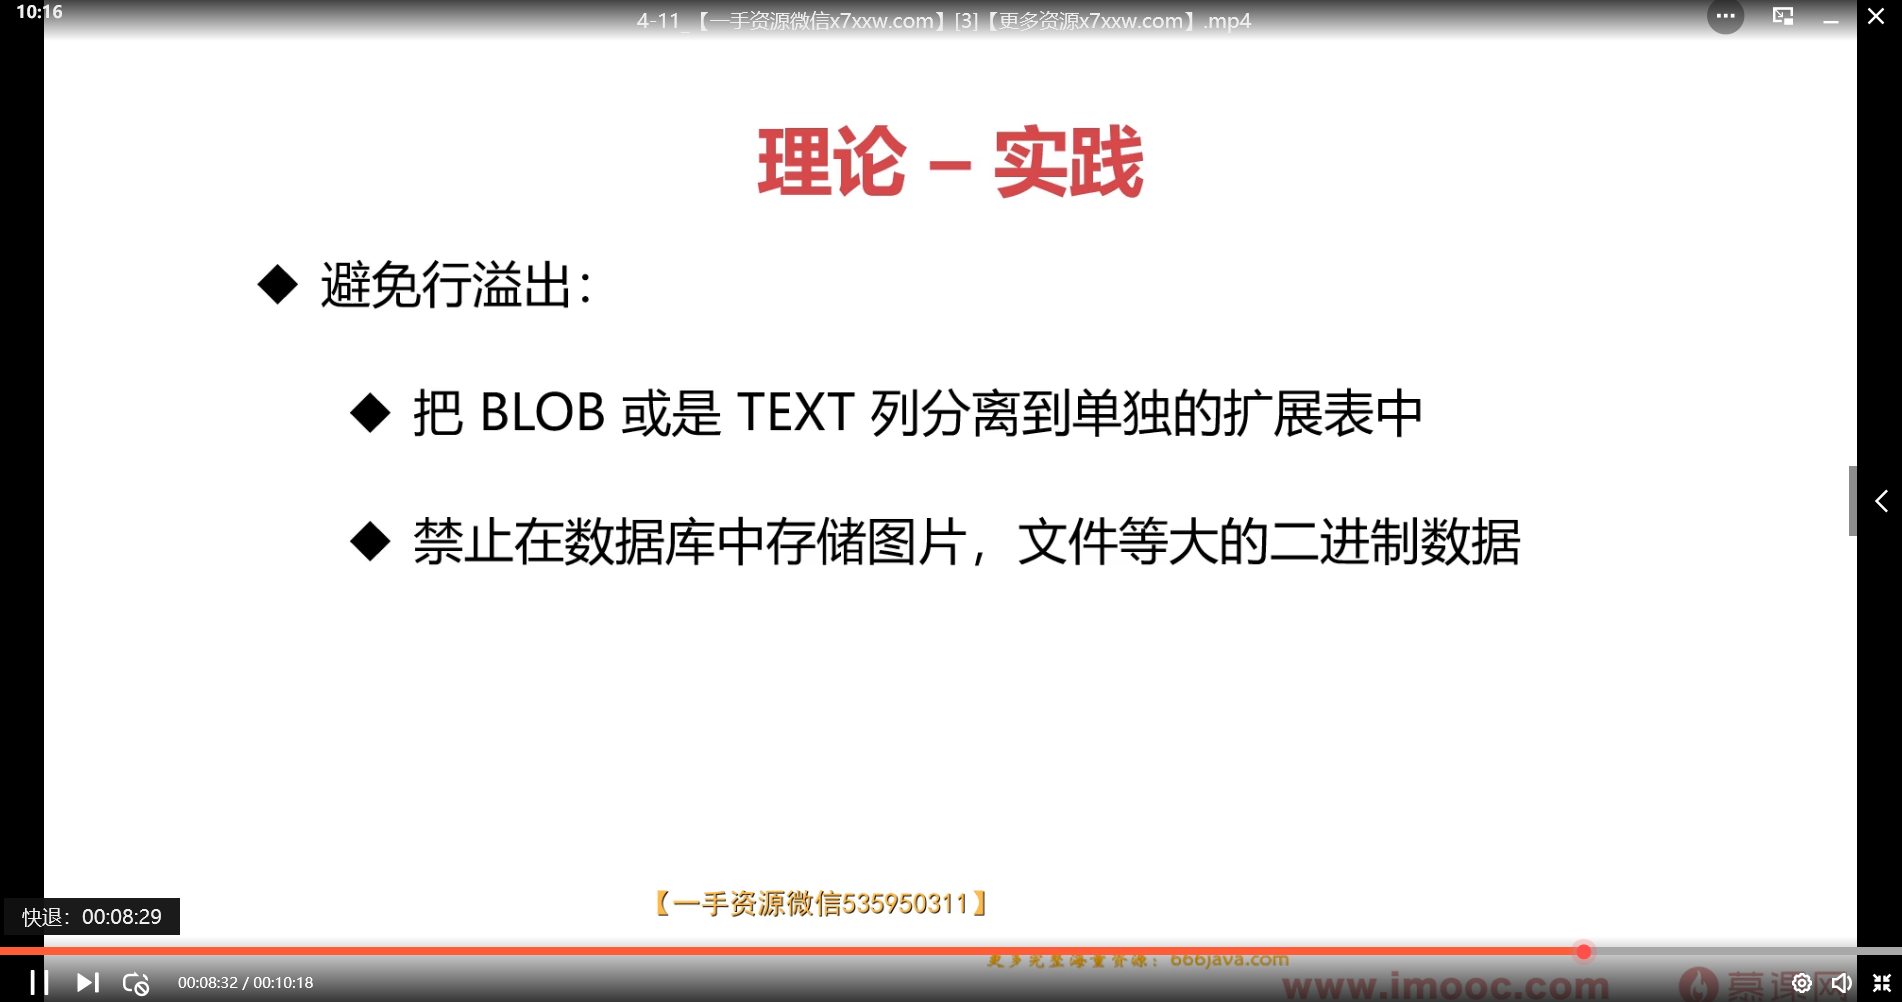 10:16
4-11_【一手资源微信x7xxw.com】[3]【更多资源x7xxw.com】.mp4
理论 – 实践
避免行溢出：
把 BLOB 或是 TEXT 列分离到单独的扩展表中
禁止在数据库中存储图片，文件等大的二进制数据
【一手资源微信535950311】
快退：00:08:29
更多完整海量资源：666java.com
00:08:32 / 00:10:18
www.imooc.com
慕课网